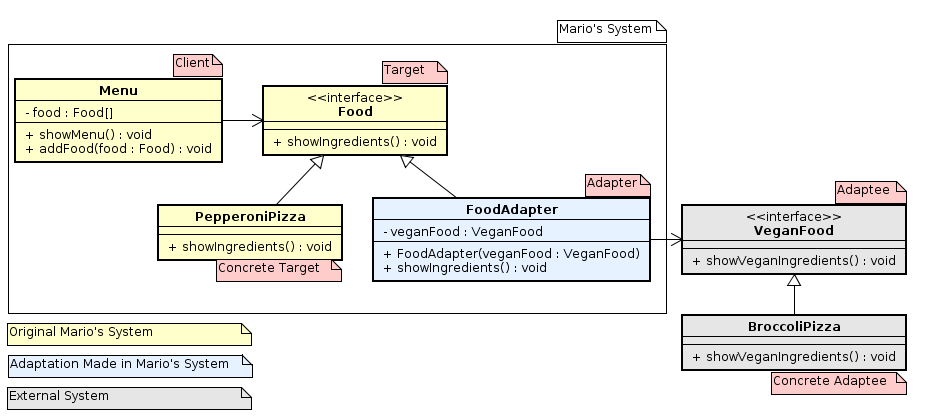 Mario's System
Client
Menu
- food : Food[]
+ showMenu() : void
+ addFood(food : Food) : void
Target
<<interface>>
Food
+ showIngredients() : void
PepperoniPizza
+ showIngredients() : void
Concrete Target
Adapter
FoodAdapter
- veganFood : VeganFood
+ FoodAdapter(veganFood : VeganFood)
+ showIngredients() : void
Adaptee
<<interface>>
VeganFood
+ showVeganIngredients() : void
BroccoliPizza
+ showVeganIngredients() : void
Concrete Adaptee
Original Mario's System
Adaptation Made in Mario's System
External System